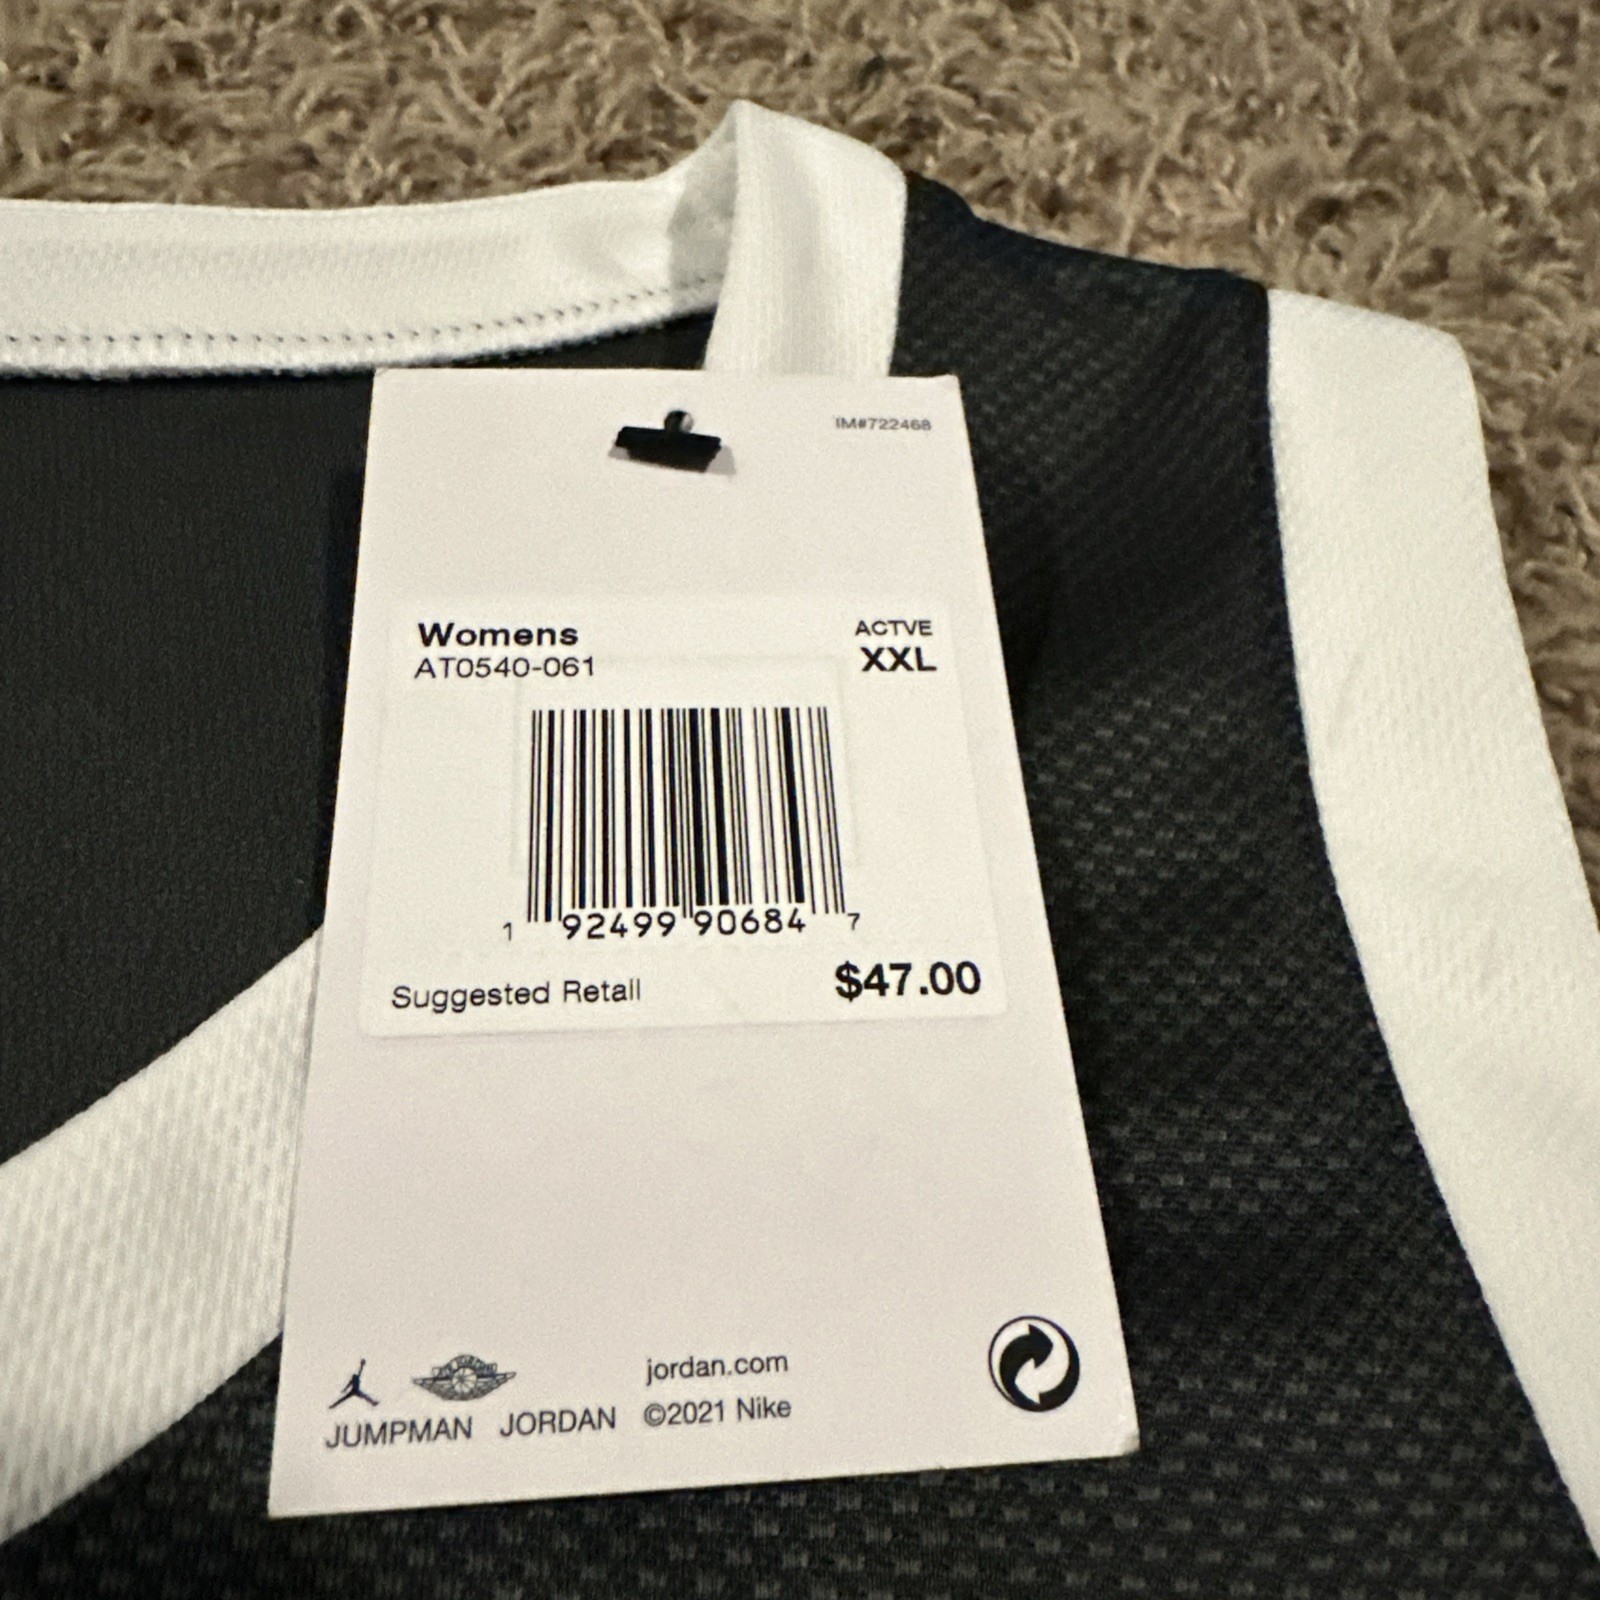 IM#722468
Womens
ACTVE
AT0540-061
XXL
1 92499 90684 7
Suggested Retail
$47.00
jordan.com
JUMPMAN JORDAN ©2021 Nike